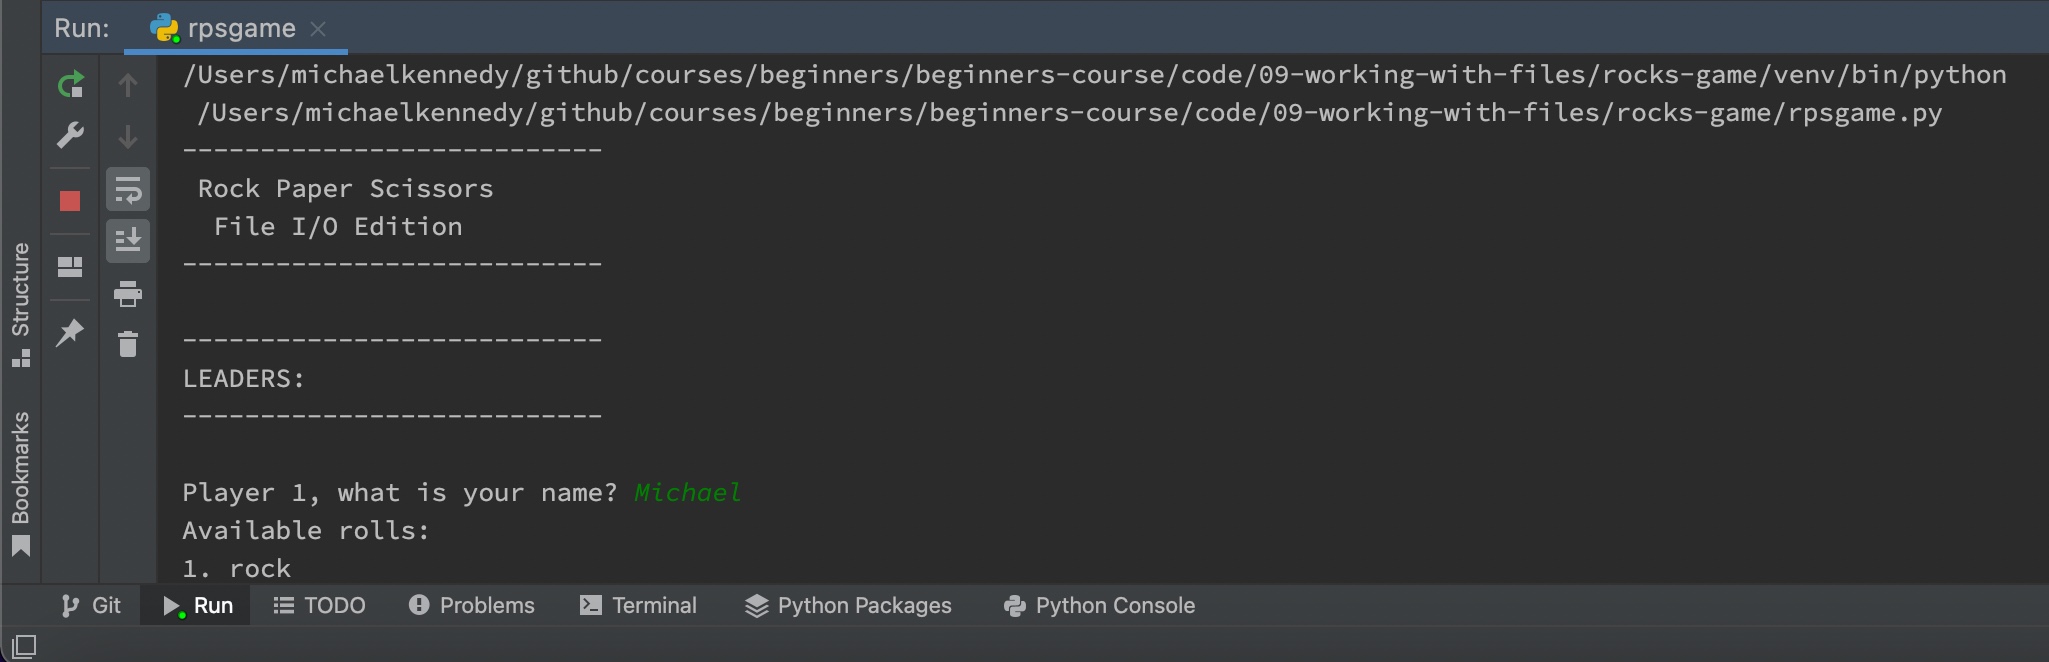 Run: rpsgame
/Users/michaelkennedy/github/courses/beginners/beginners-course/code/09-working-with-files/rocks-game/venv/bin/python
/Users/michaelkennedy/github/courses/beginners/beginners-course/code/09-working-with-files/rocks-game/rpsgame.py
---------------------------
Rock Paper Scissors
File I/O Edition
---------------------------
---------------------------
LEADERS:
---------------------------
Player 1, what is your name? Michael
Available rolls:
1. rock
Structure
Bookmarks
Git Run TODO Problems Terminal Python Packages Python Console